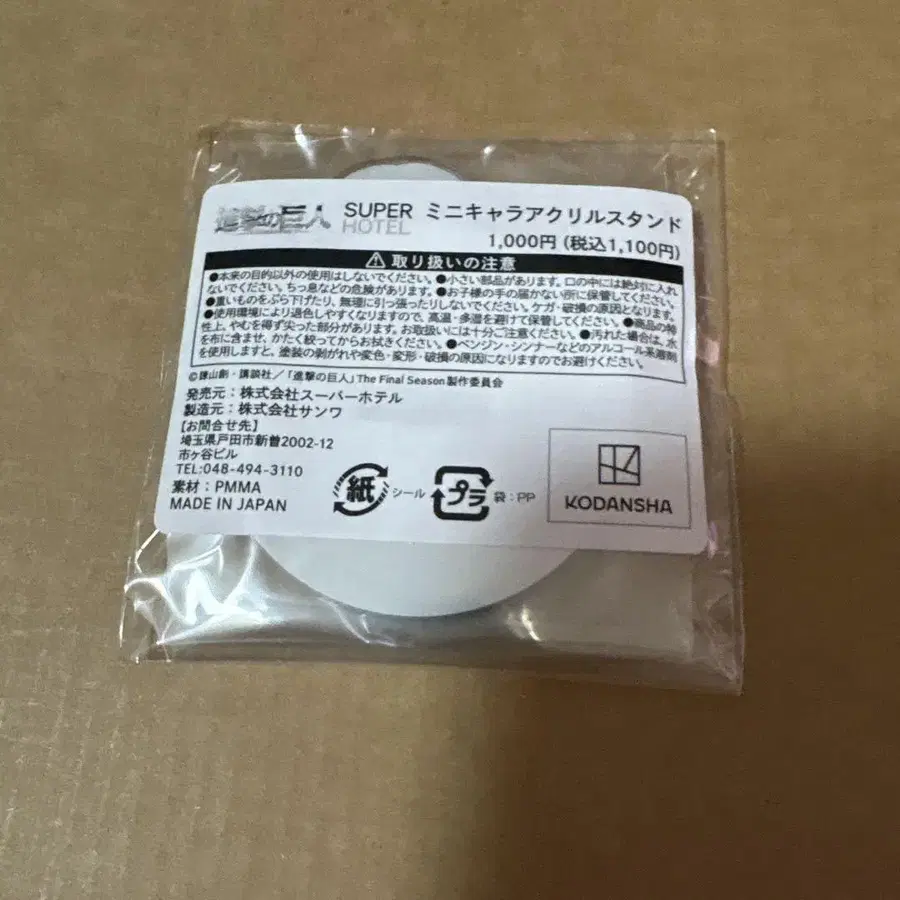 進撃の巨人 SUPER HOTEL ミニキャラアクリルスタンド
1,000円 (税込1,100円)
取り扱いの注意
●本来の目的以外の使用はしないでください。●小さい部品があります。口の中には絶対に入れ
ないでください。ちっ息などの危険があります。●お子様の手の届かない所に保管してください。
●重いものをぶら下げたり、無理に引っ張ったりしないでください。ケガ・破損の原因となります。
●使用環境により退色しやすくなりますので、高温・多湿を避けて保管してください。●商品の特
性上、やむを得ず尖った部分があります。お取扱いには十分ご注意ください。●汚れた場合は、水
を布に含ませ、かたく絞ってからお拭きください。●ベンジン・シンナーなどのアルコール系溶剤
を使用しますと、塗装の剥がれや変色・変形・破損の原因になりますのでお避けください。
©諫山創・講談社/「進撃の巨人」The Final Season製作委員会
発売元：株式会社スーパーホテル
製造元：株式会社サンワ
【お問合せ先】
埼玉県戸田市新曽2002-12
市ヶ谷ビル
TEL:048-494-3110
素材：PMMA
MADE IN JAPAN
紙 シール
プラ 袋：PP
KODANSHA